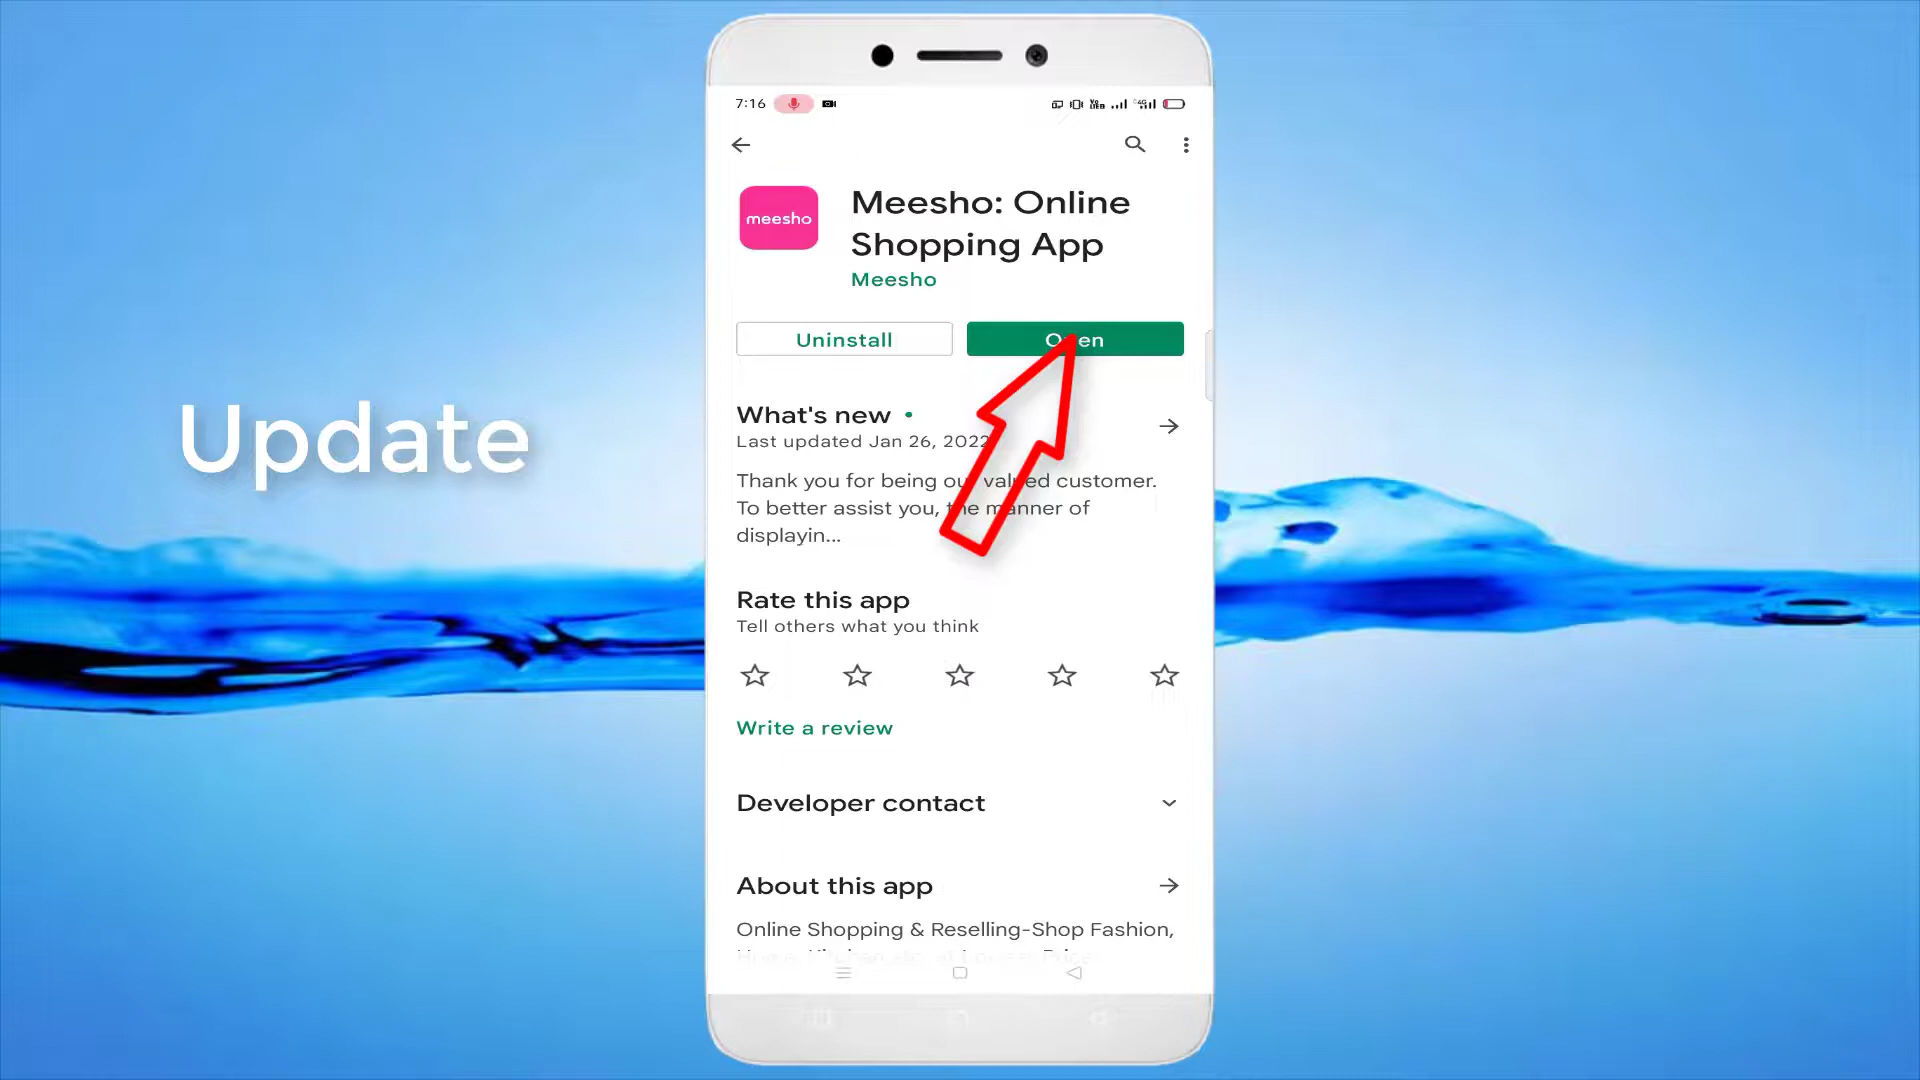 Update
7:16
meesho
Meesho: Online
Shopping App
Meesho
Uninstall
Open
What's new
Last updated Jan 26, 2022
Thank you for being our valued customer.
To better assist you, the manner of
displayin...
Rate this app
Tell others what you think
Write a review
Developer contact
About this app
Online Shopping & Reselling-Shop Fashion,